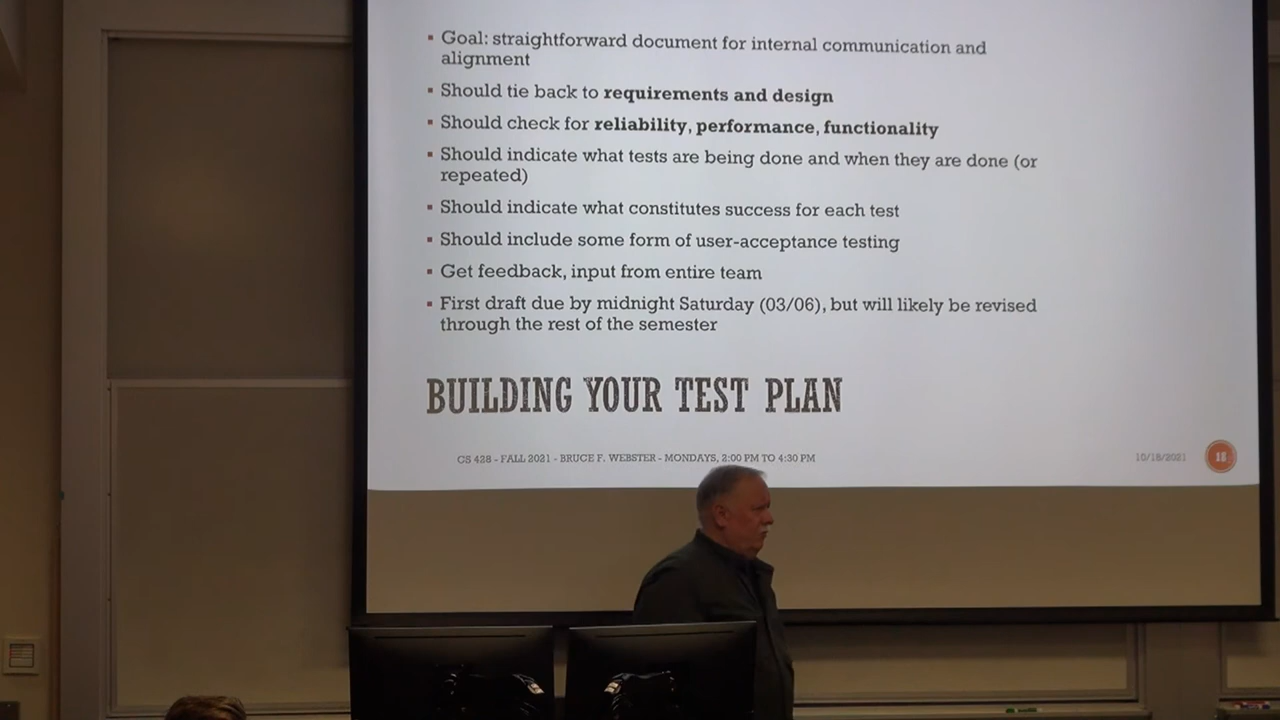 Goal: straightforward document for internal communication and
alignment
Should tie back to requirements and design
Should check for reliability, performance, functionality
Should indicate what tests are being done and when they are done (or
repeated)
Should indicate what constitutes success for each test
Should include some form of user-acceptance testing
Get feedback, input from entire team
First draft due by midnight Saturday (03/06), but will likely be revised
through the rest of the semester
BUILDING YOUR TEST PLAN
CS 428 - FALL 2021 - BRUCE F. WEBSTER - MONDAYS, 2:00 PM TO 4:30 PM
10/18/2021